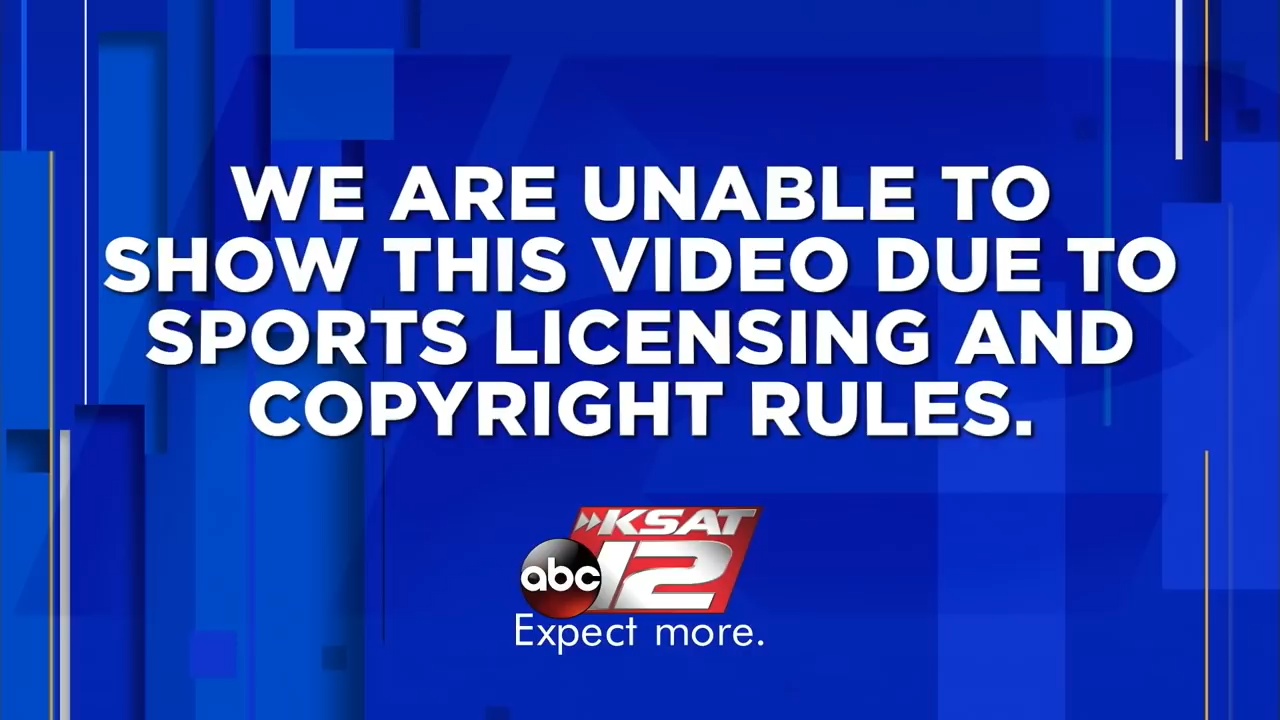 WE ARE UNABLE TO
SHOW THIS VIDEO DUE TO
SPORTS LICENSING AND
COPYRIGHT RULES.
KSAT
abc 12
Expect more.